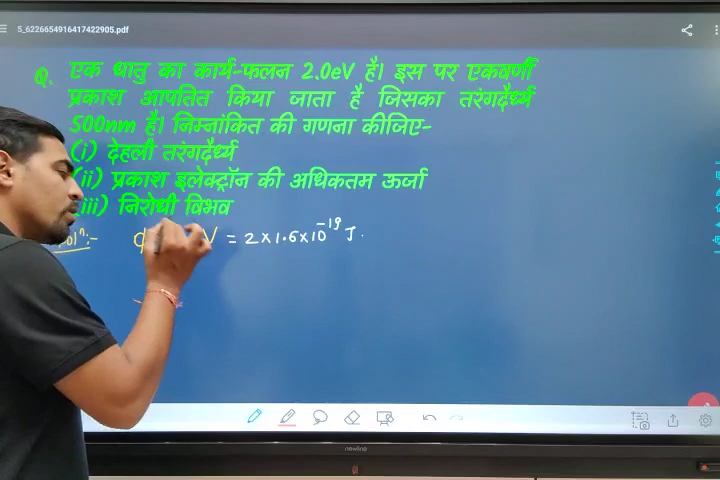 5_6226654916417422905.pdf
Q. एक धातु का कार्य-फलन 2.0eV है। इस पर एकवर्णी
प्रकाश आपतित किया जाता है जिसका तरंगदैर्ध्य
500nm है। निम्नांकित की गणना कीजिए-
(i) देहली तरंगदैर्ध्य
(ii) प्रकाश इलेक्ट्रॉन की अधिकतम ऊर्जा
(iii) निरोधी विभव
V = 2×1.6×10⁻¹⁹ J.
newline